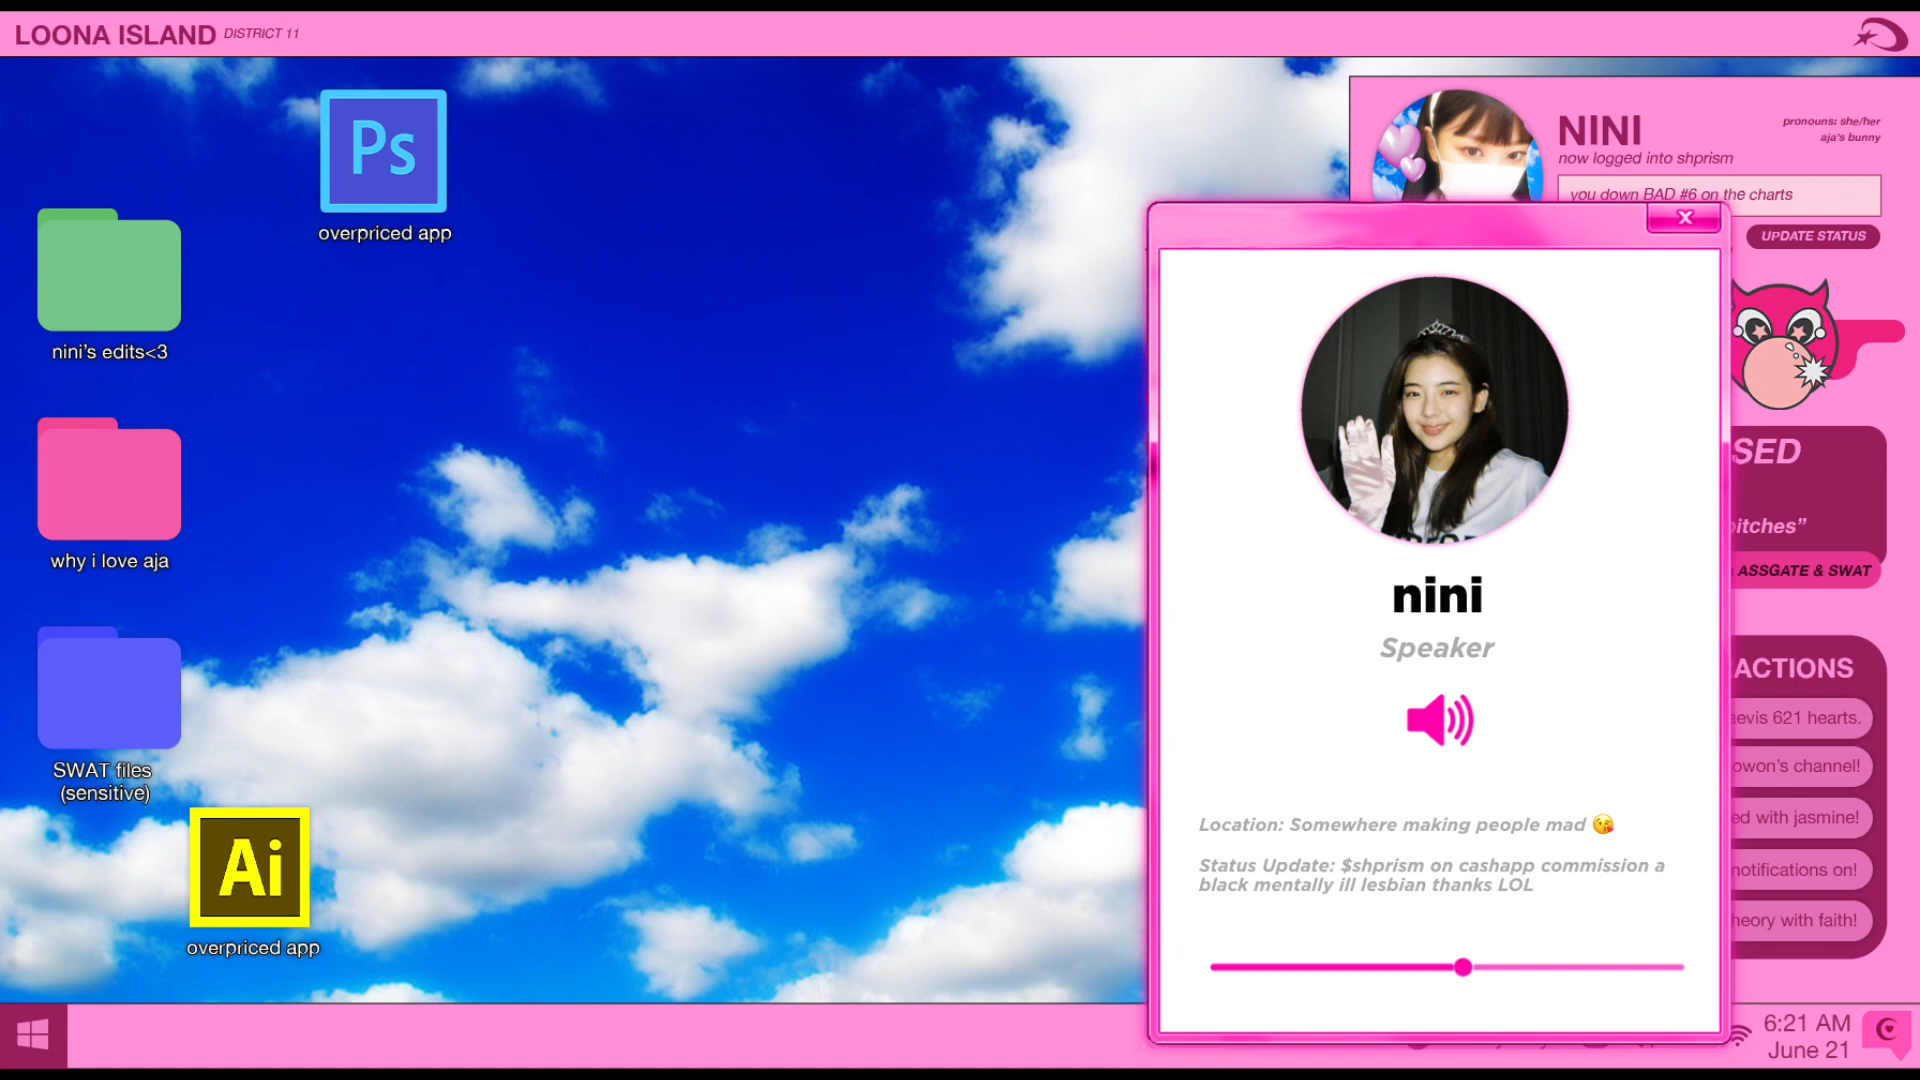 LOONA ISLAND DISTRICT 11
Ps
overpriced app
nini's edits<3
why i love aja
SWAT files
(sensitive)
Ai
overpriced app
NINI
pronouns: she/her
aja's bunny
now logged into shprism
you down BAD #6 on the charts
UPDATE STATUS
X
nini
Speaker
Location: Somewhere making people mad 😘
Status Update: $shprism on cashapp commission a
black mentally ill lesbian thanks LOL
SED
bitches”
ASSGATE & SWAT
ACTIONS
aevis 621 hearts.
owon's channel!
ed with jasmine!
notifications on!
heory with faith!
6:21 AM
June 21